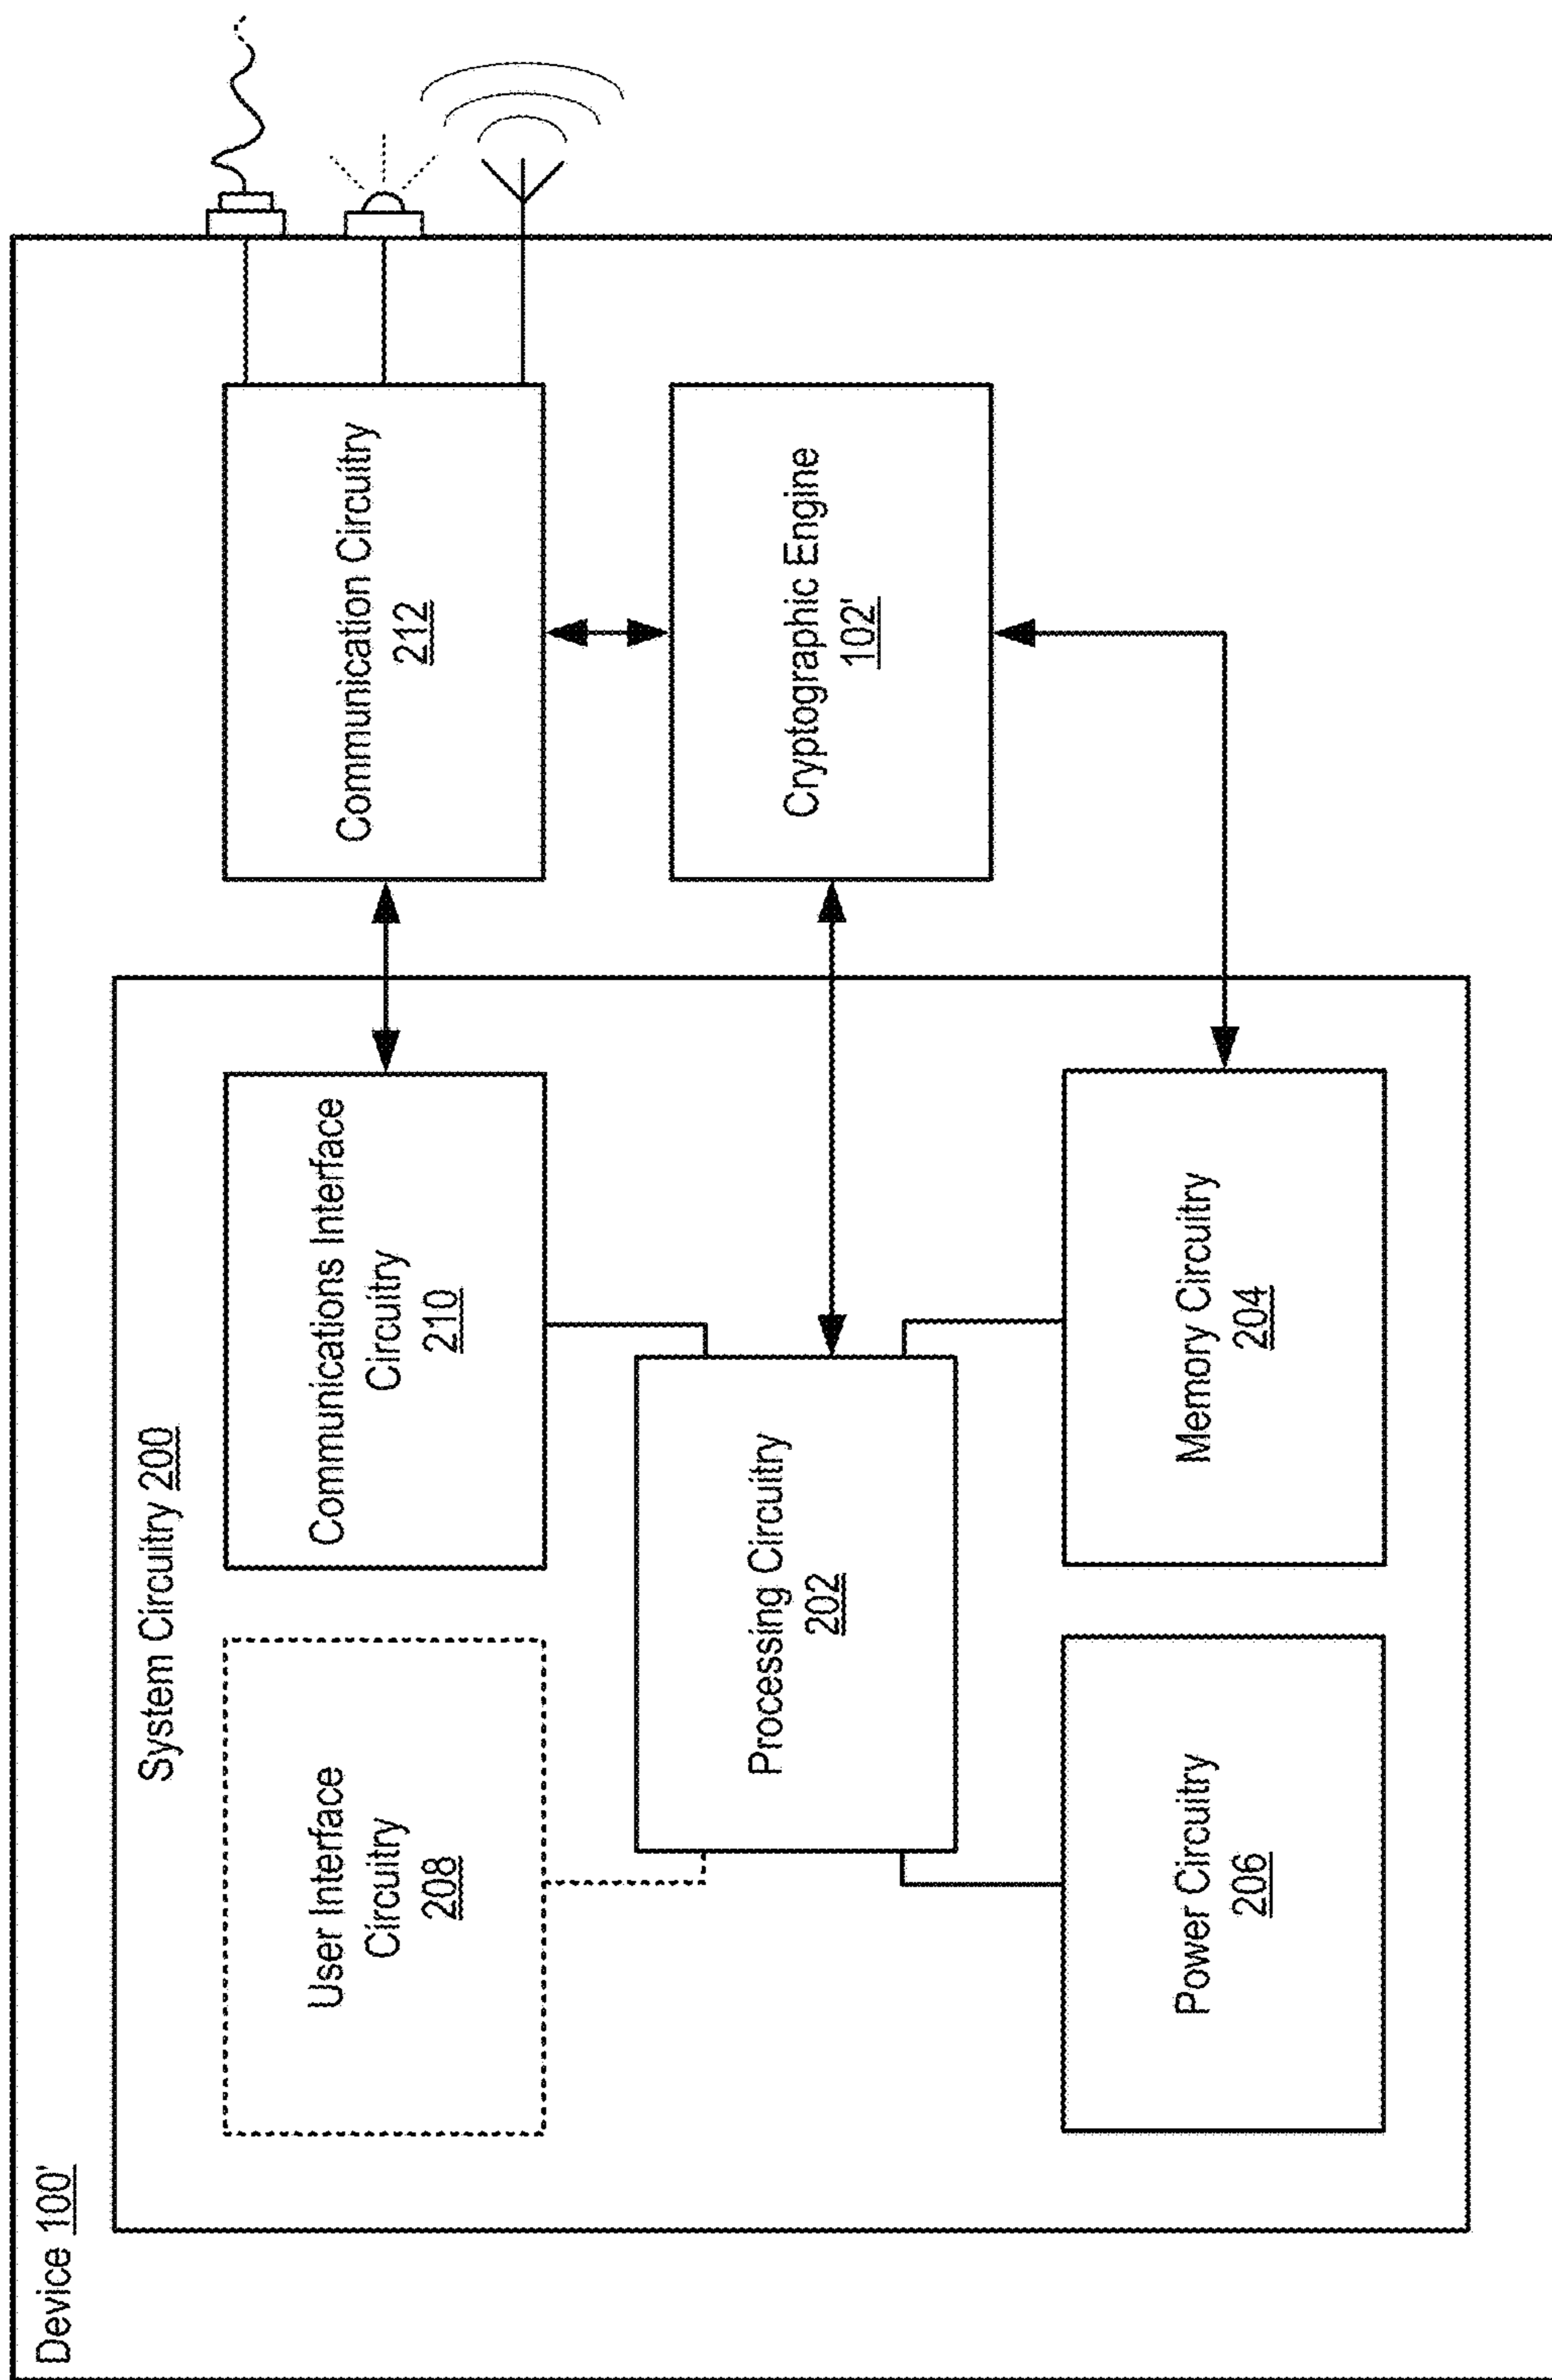 Device 100'
System Circuitry 200
User Interface
Circuitry
208
Communications Interface
Circuitry
210
Communication Circuitry
212
Processing Circuitry
202
Cryptographic Engine
102'
Power Circuitry
206
Memory Circuitry
204